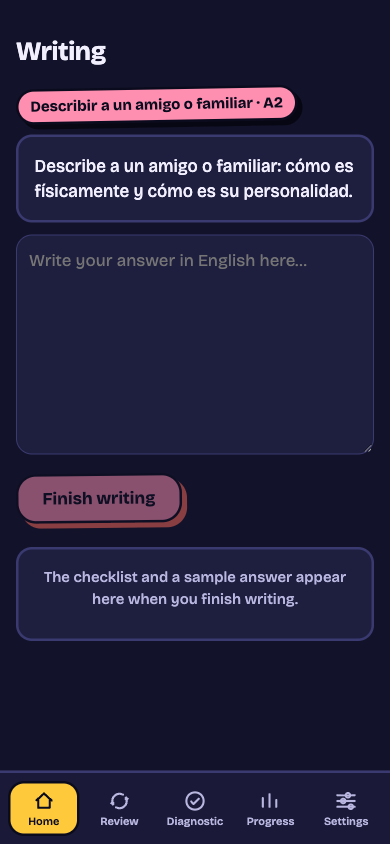 Writing
Describir a un amigo o familiar · A2
Describe a un amigo o familiar: cómo es
físicamente y cómo es su personalidad.
Write your answer in English here...
Finish writing
The checklist and a sample answer appear
here when you finish writing.
Home
Review
Diagnostic
Progress
Settings